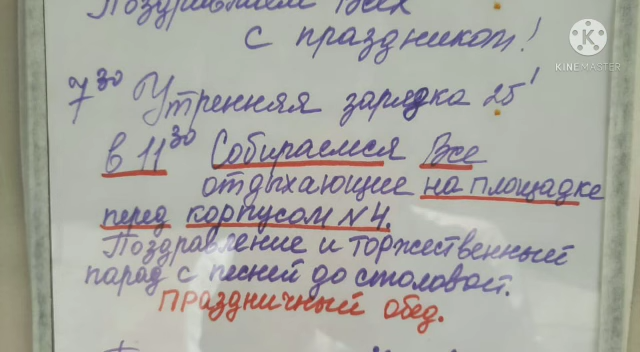 Поздравляем Всех
с праздником!
7³⁰ Утренняя зарядка 25'
в 11³⁰ Собираемся Все
отдыхающие на площадке
перед корпусом N 4.
Поздравление и торжественный
парад с песней до столовой.
Праздничный обед.
KINEMASTER